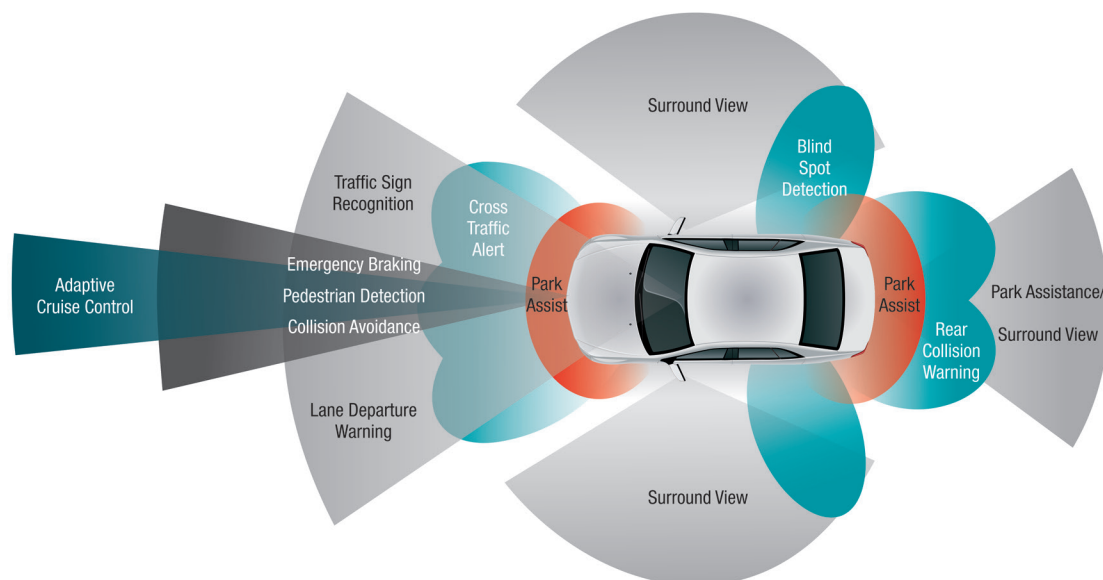 Surround View
Blind
Spot
Detection
Traffic Sign
Recognition
Cross
Traffic
Alert
Adaptive
Cruise Control
Emergency Braking
Pedestrian Detection
Collision Avoidance
Park
Assist
Park
Assist
Park Assistance/
Surround View
Rear
Collision
Warning
Lane Departure
Warning
Surround View